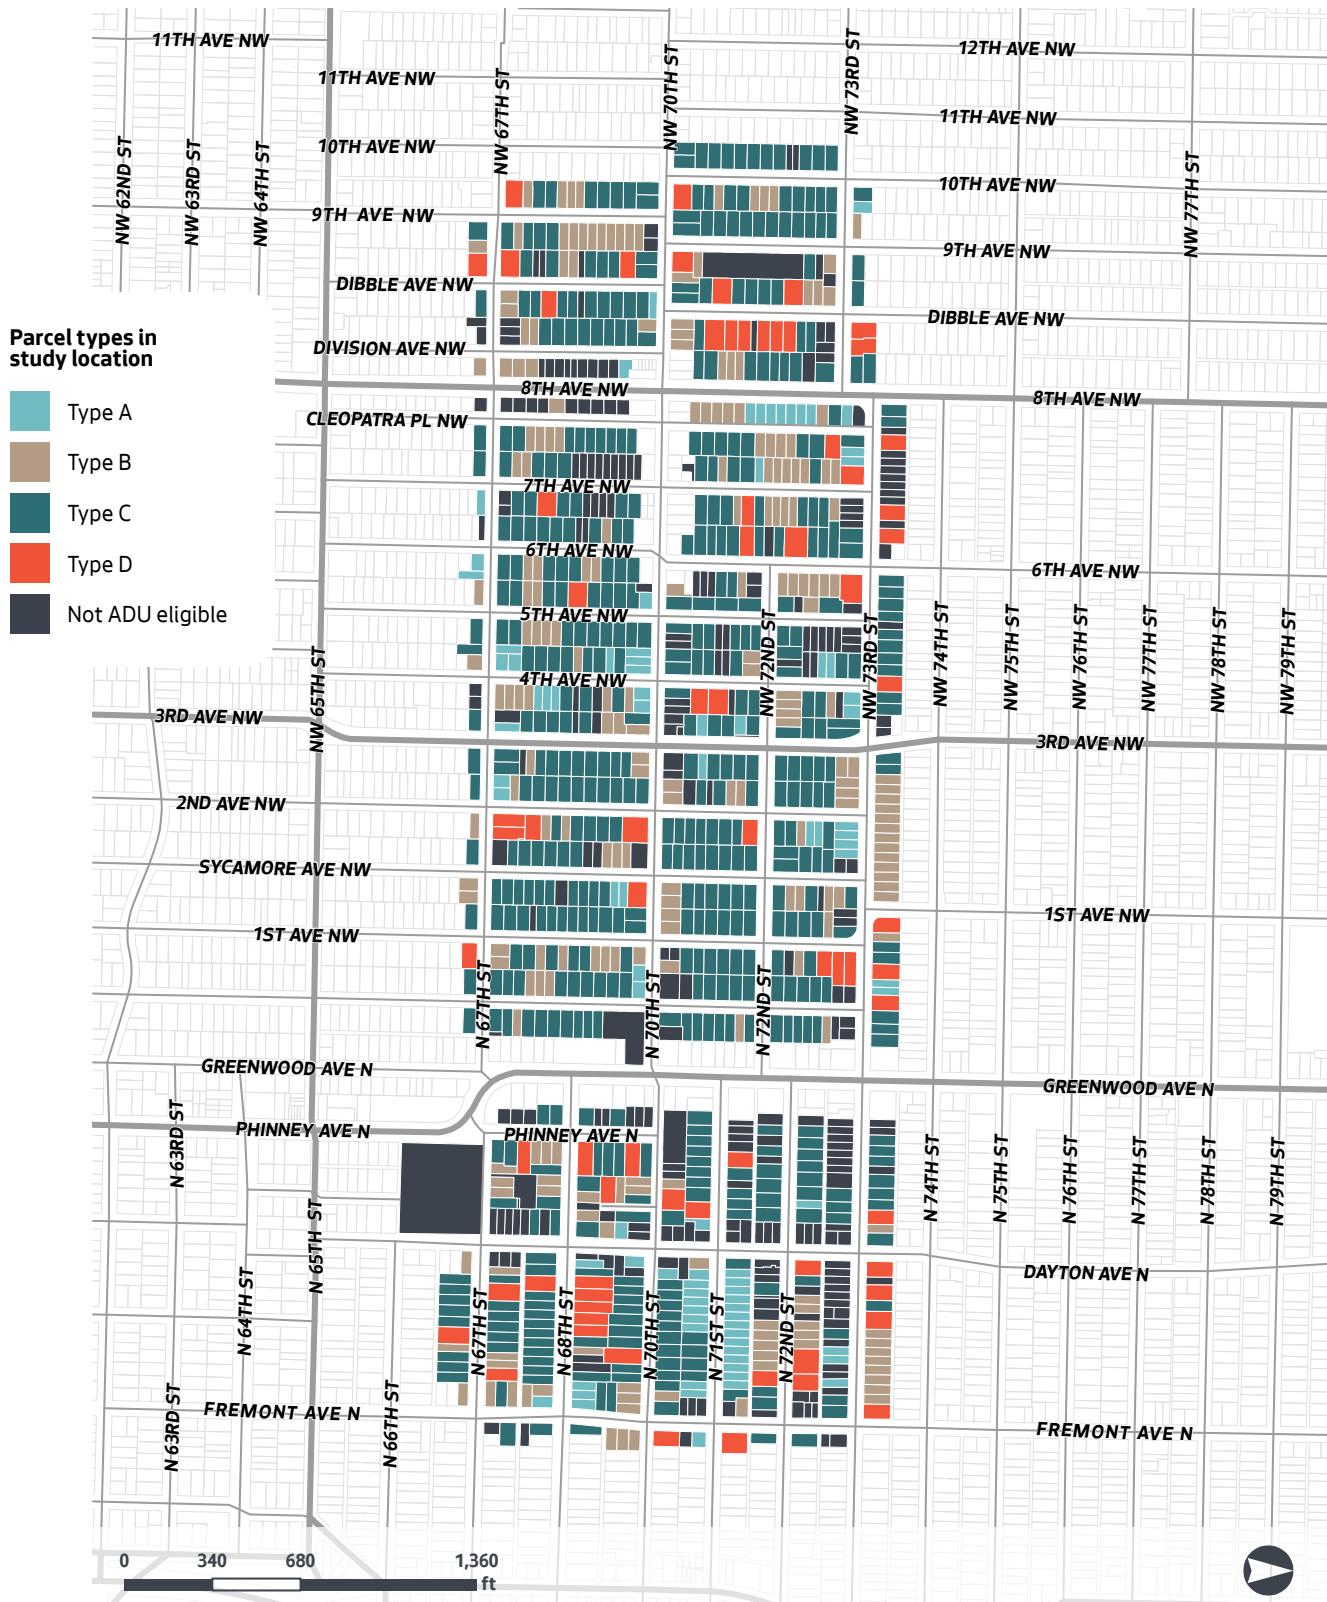 11TH AVE NW
12TH AVE NW
11TH AVE NW
11TH AVE NW
10TH AVE NW
10TH AVE NW
9TH AVE NW
9TH AVE NW
DIBBLE AVE NW
DIBBLE AVE NW
DIVISION AVE NW
8TH AVE NW
8TH AVE NW
CLEOPATRA PL NW
7TH AVE NW
6TH AVE NW
6TH AVE NW
5TH AVE NW
4TH AVE NW
3RD AVE NW
3RD AVE NW
2ND AVE NW
SYCAMORE AVE NW
1ST AVE NW
1ST AVE NW
GREENWOOD AVE N
GREENWOOD AVE N
PHINNEY AVE N
PHINNEY AVE N
DAYTON AVE N
FREMONT AVE N
FREMONT AVE N
NW 62ND ST
NW 63RD ST
NW 64TH ST
NW 67TH ST
NW 70TH ST
NW 73RD ST
NW 77TH ST
Parcel types in
study location
Type A
Type B
Type C
Type D
Not ADU eligible
NW 65TH ST
NW 72ND ST
NW 73RD ST
NW 74TH ST
NW 75TH ST
NW 76TH ST
NW 77TH ST
NW 78TH ST
NW 79TH ST
N 67TH ST
N 70TH ST
N 72ND ST
N 63RD ST
N 65TH ST
N 74TH ST
N 75TH ST
N 76TH ST
N 77TH ST
N 78TH ST
N 79TH ST
N 64TH ST
N 67TH ST
N 68TH ST
N 70TH ST
N 71ST ST
N 72ND ST
N 63RD ST
N 66TH ST
0 340 680 1,360
ft